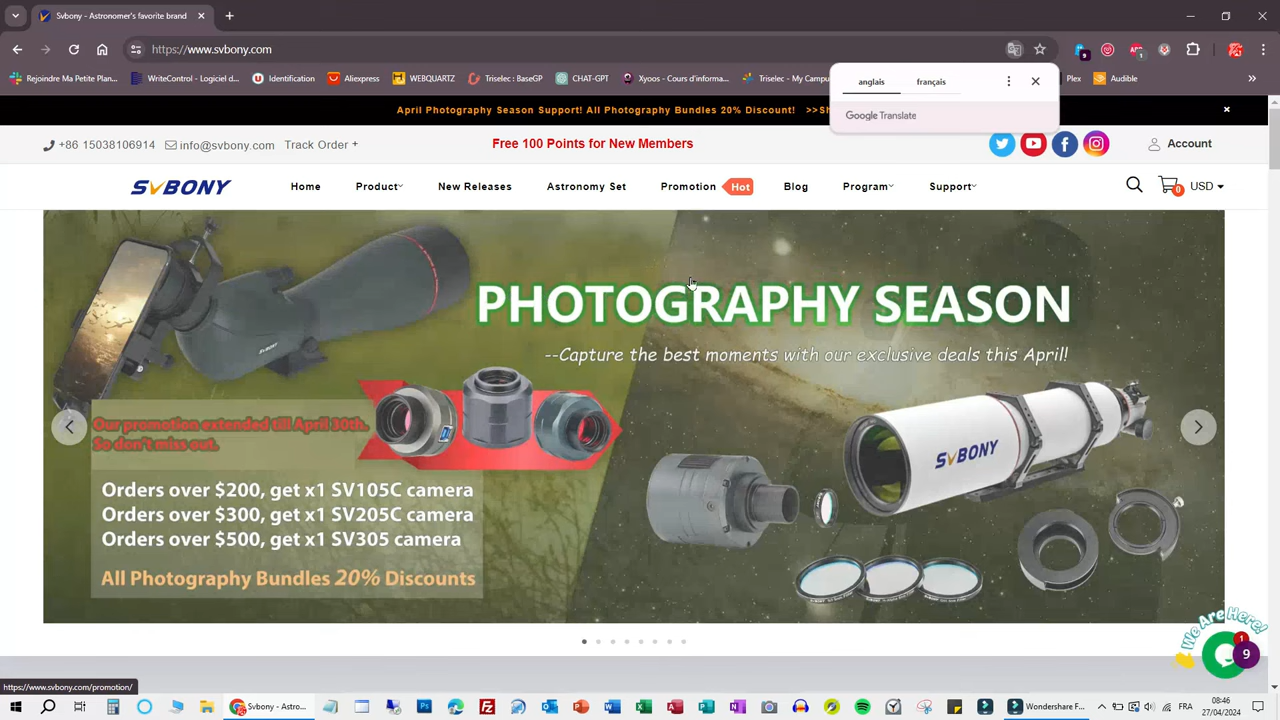 Svbony - Astronomer's favorite brand
https://www.svbony.com
Rejoindre Ma Petite Plan...
WriteControl - Logiciel d...
Identification
Aliexpress
WEBQUARTZ
Triselec : BaseGP
CHAT-GPT
Xyoos - Cours d'informa...
Triselec - My Campu
Plex
Audible
anglais
français
Google Translate
April Photography Season Support! All Photography Bundles 20% Discount! >>Sh
+86 15038106914
info@svbony.com
Track Order +
Free 100 Points for New Members
Account
SVBONY
Home
Product
New Releases
Astronomy Set
Promotion
Hot
Blog
Program
Support
0
USD
PHOTOGRAPHY SEASON
--Capture the best moments with our exclusive deals this April!
Our promotion extended till April 30th.
So don't miss out.
Orders over $200, get x1 SV105C camera
Orders over $300, get x1 SV205C camera
Orders over $500, get x1 SV305 camera
All Photography Bundles 20% Discounts
SVBONY
We Are Here!
1
9
https://www.svbony.com/promotion/
Svbony - Astro...
Wondershare F...
FRA
08:46
27/04/2024